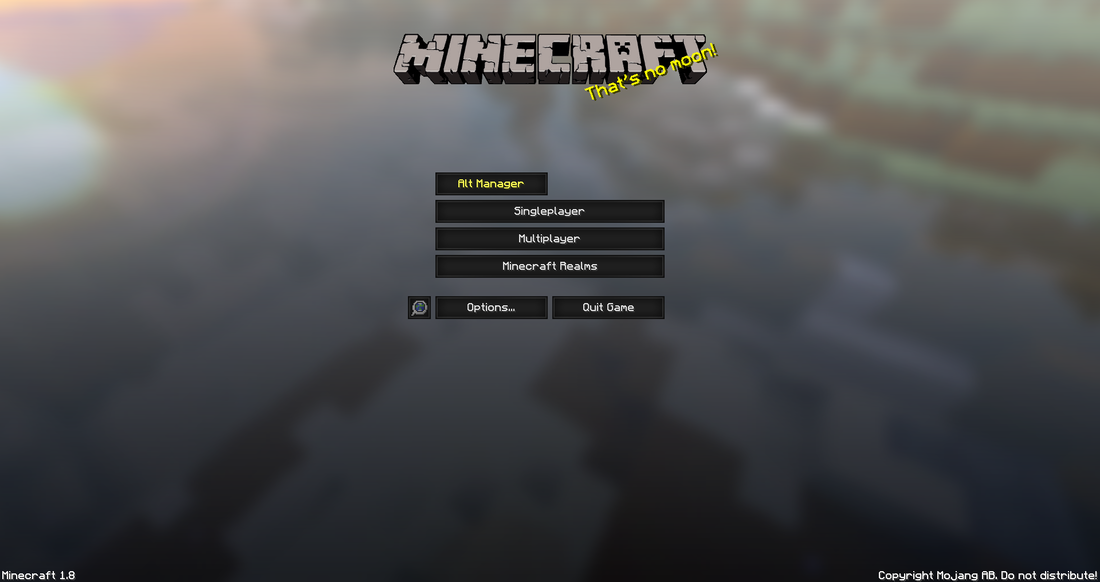 MINECRAFT
That's no moon!
Alt Manager
Singleplayer
Multiplayer
Minecraft Realms
Options...
Quit Game
Minecraft 1.8
Copyright Mojang AB. Do not distribute!